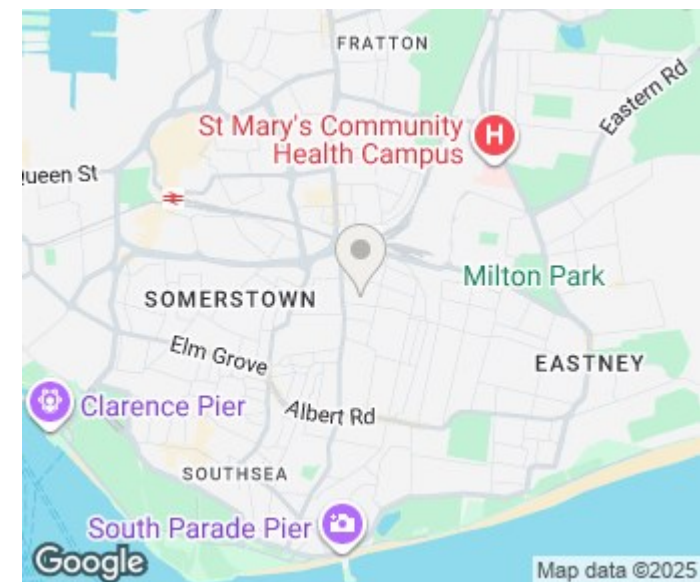 FRATTON
Eastern Rd
St Mary's Community
Health Campus
H
ueen St
Milton Park
SOMERSTOWN
Elm Grove
EASTNEY
Clarence Pier
Albert Rd
SOUTHSEA
South Parade Pier
Google
Map data ©2025